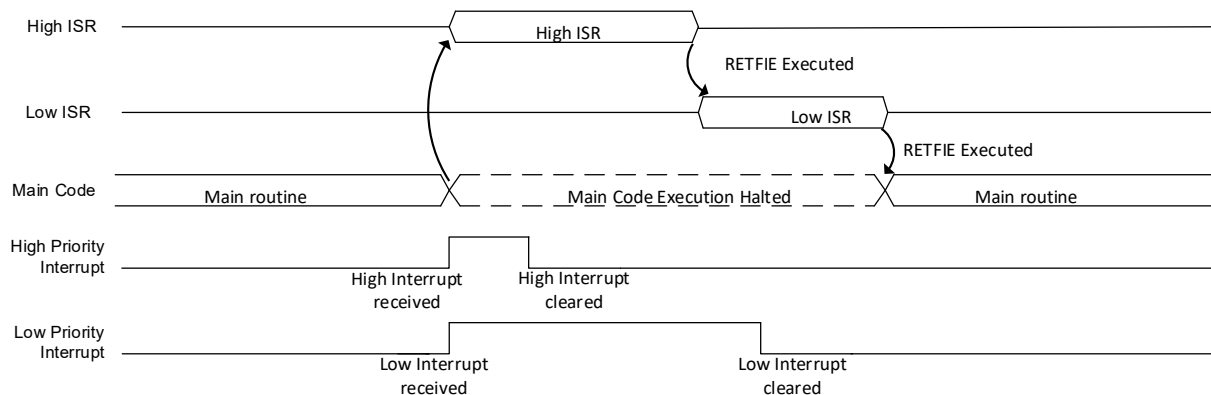 High ISR
High ISR
RETFIE Executed
Low ISR
Low ISR
RETFIE Executed
Main Code
Main routine
Main Code Execution Halted
Main routine
High Priority
Interrupt
High Interrupt
received
High Interrupt
cleared
Low Priority
Interrupt
Low Interrupt
received
Low Interrupt
cleared